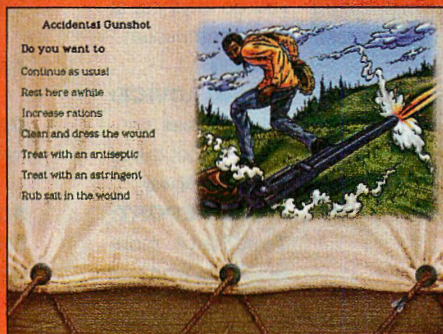 Accidental Gunshot
Do you want to
Continue as usual
Rest here awhile
Increase rations
Clean and dress the wound
Treat with an antiseptic
Treat with an astringent
Rub salt in the wound